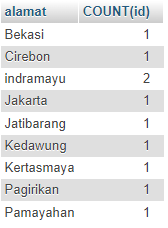 alamat COUNT(id)
Bekasi 1
Cirebon 1
indramayu 2
Jakarta 1
Jatibarang 1
Kedawung 1
Kertasmaya 1
Pagirikan 1
Pamayahan 1